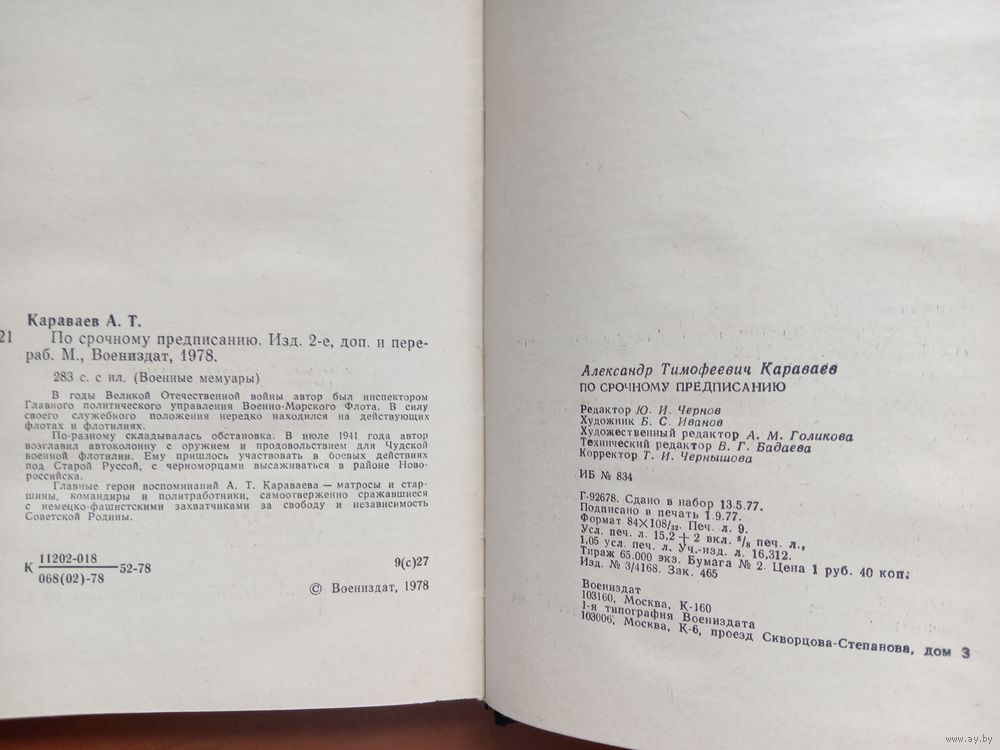 Караваев А. Т.
21
По срочному предписанию. Изд. 2-е, доп. и пере-
раб. М., Воениздат, 1978.
283 с. с ил. (Военные мемуары)
В годы Великой Отечественной войны автор был инспектором
Главного политического управления Военно-Морского Флота. В силу
своего служебного положения нередко находился на действующих
флотах и флотилиях.
По-разному складывалась обстановка. В июле 1941 года автор
возглавил автоколонну с оружием и продовольствием для Чудской
военной флотилии. Ему пришлось участвовать в боевых действиях
под Старой Руссой, с черноморцами высаживаться в районе Ново-
российска.
Главные герои воспоминаний А. Т. Караваева — матросы и стар-
шины, командиры и политработники, самоотверженно сражавшиеся
с немецко-фашистскими захватчиками за свободу и независимость
Советской Родины.
К 11202-018 52-78
068(02)-78
9(с)27
© Воениздат, 1978
Александр Тимофеевич Караваев
ПО СРОЧНОМУ ПРЕДПИСАНИЮ
Редактор Ю. И. Чернов
Художник Б. С. Иванов
Художественный редактор А. М. Голикова
Технический редактор В. Г. Бадаева
Корректор Т. И. Чернышова
ИБ № 834
Г-92678. Сдано в набор 13.5.77.
Подписано в печать 1.9.77.
Формат 84×108/32. Печ. л. 9.
Усл. печ. л. 15,2 + 2 вкл. 5/8 печ. л.,
1,05 усл. печ. л. Уч.-изд. л. 16,312.
Тираж 65.000 экз. Бумага № 2. Цена 1 руб. 40 коп.
Изд. № 3/4168. Зак. 465
Воениздат
103160, Москва, К-160
1-я типография Воениздата
103006, Москва, К-6, проезд Скворцова-Степанова, дом 3
www.ay.by